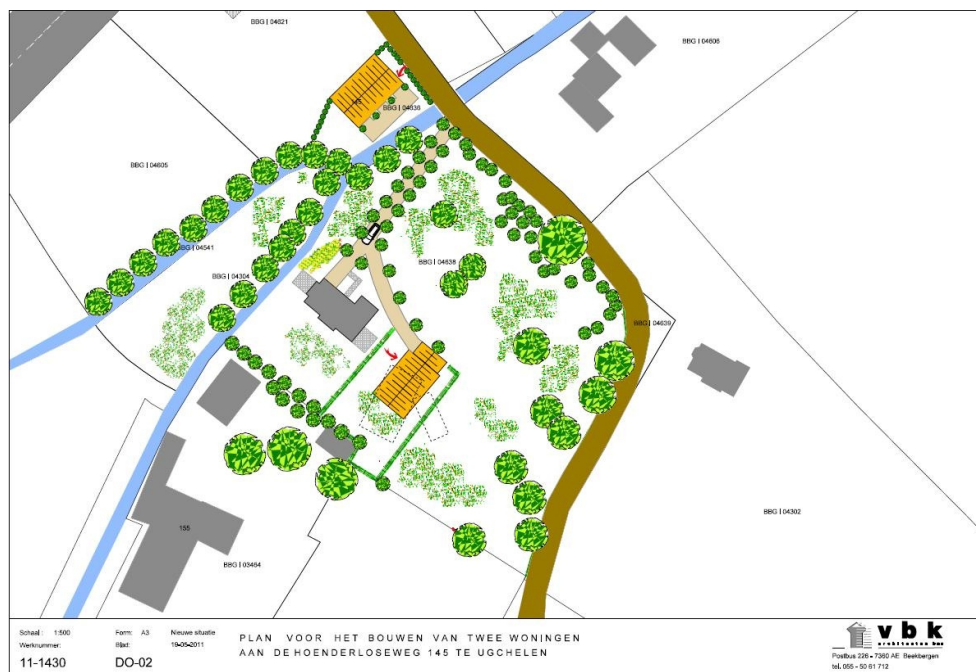 BBG I 04621
BBG I 04606
145
BBG I 04636
BBG I 04605
BBG I 04541
BBG I 04304
BBG I 04638
BBG I 04639
BBG I 04302
155
BBG I 03464
Schaal : 1:500
Form: A3
Nieuwe situatie
Werknummer:
Blad:
18-05-2011
11-1430
DO-02
PLAN VOOR HET BOUWEN VAN TWEE WONINGEN
AAN DE HOENDERLOSEWEG 145 TE UGCHELEN
vbk
architecten bna
Postbus 226 - 7360 AE Beekbergen
tel. 055 - 50 61 712